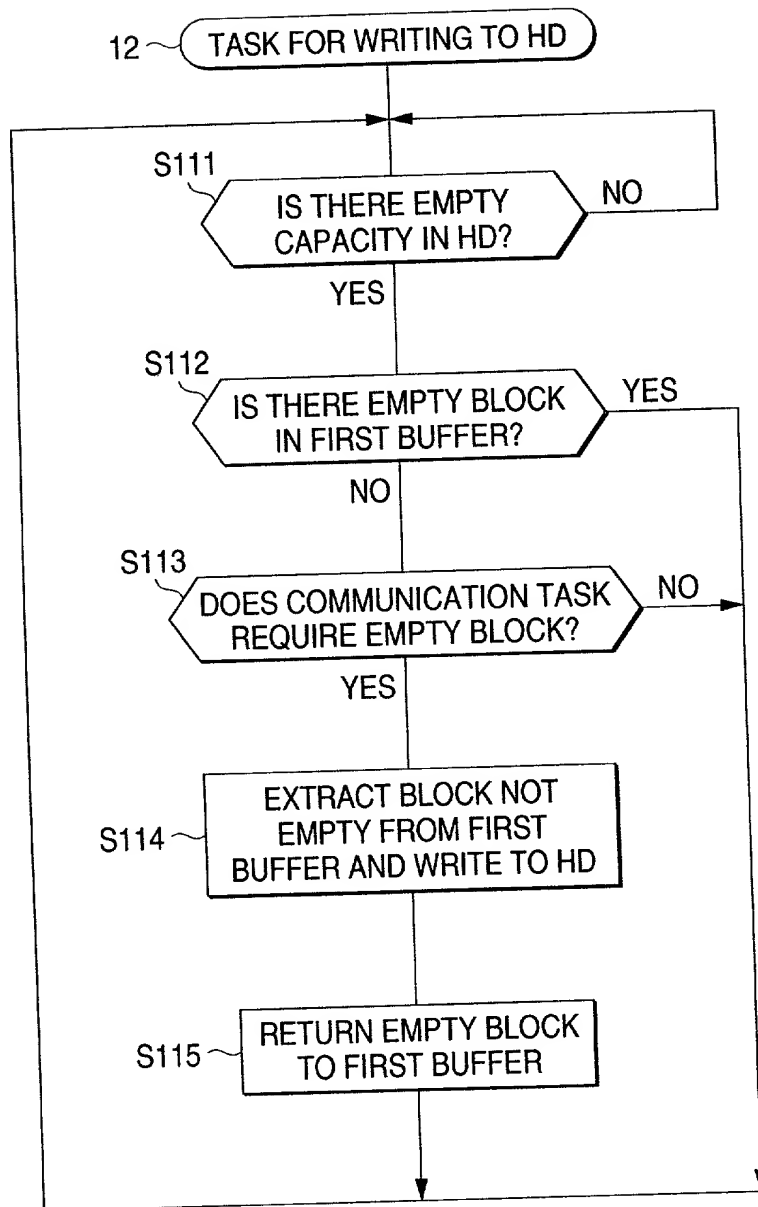 12
TASK FOR WRITING TO HD
S111
IS THERE EMPTY
CAPACITY IN HD?
NO
YES
S112
IS THERE EMPTY BLOCK
IN FIRST BUFFER?
YES
NO
S113
DOES COMMUNICATION TASK
REQUIRE EMPTY BLOCK?
NO
YES
S114
EXTRACT BLOCK NOT
EMPTY FROM FIRST
BUFFER AND WRITE TO HD
S115
RETURN EMPTY BLOCK
TO FIRST BUFFER